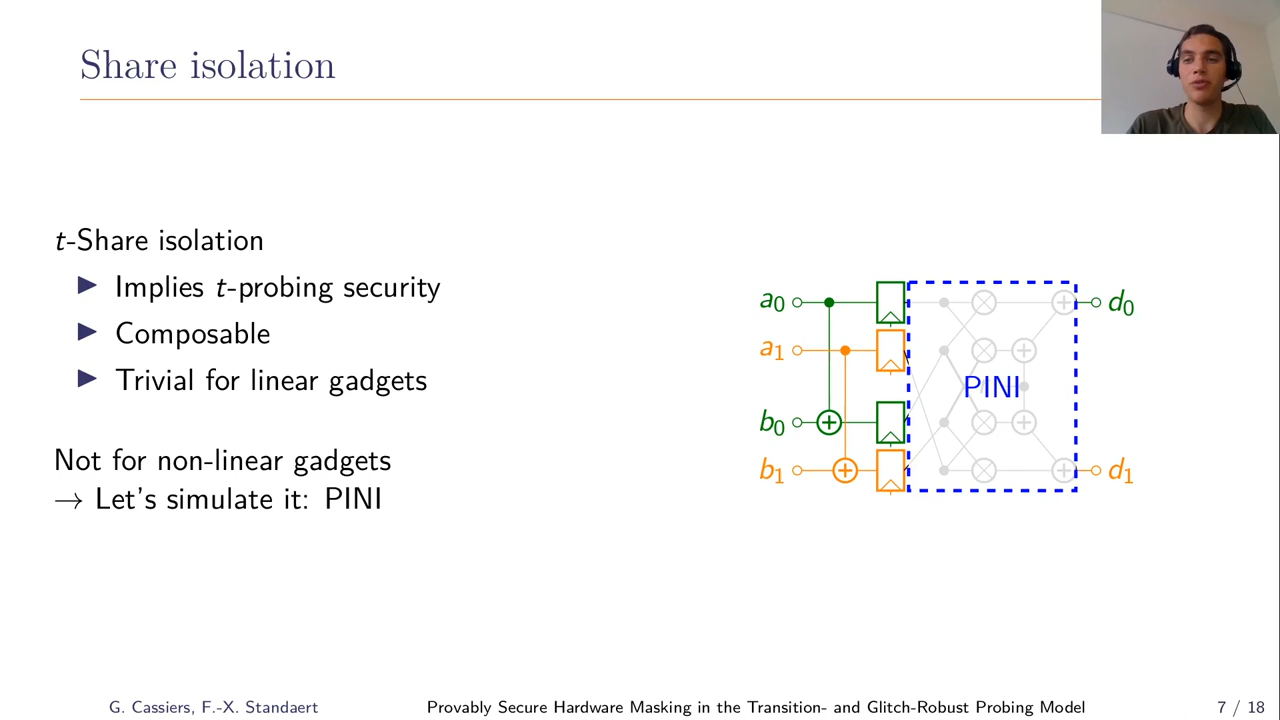 Share isolation
t-Share isolation
▶ Implies t-probing security
▶ Composable
▶ Trivial for linear gadgets
Not for non-linear gadgets
→ Let's simulate it: PINI
a0
a1
b0
b1
PINI
d0
d1
G. Cassiers, F.-X. Standaert
Provably Secure Hardware Masking in the Transition- and Glitch-Robust Probing Model
7 / 18